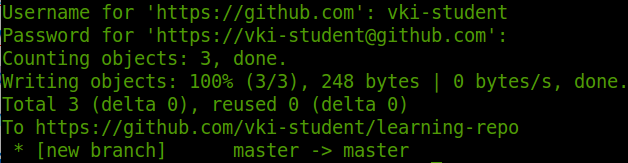 Username for 'https://github.com': vki-student
Password for 'https://vki-student@github.com':
Counting objects: 3, done.
Writing objects: 100% (3/3), 248 bytes | 0 bytes/s, done.
Total 3 (delta 0), reused 0 (delta 0)
To https://github.com/vki-student/learning-repo
 * [new branch]      master -> master